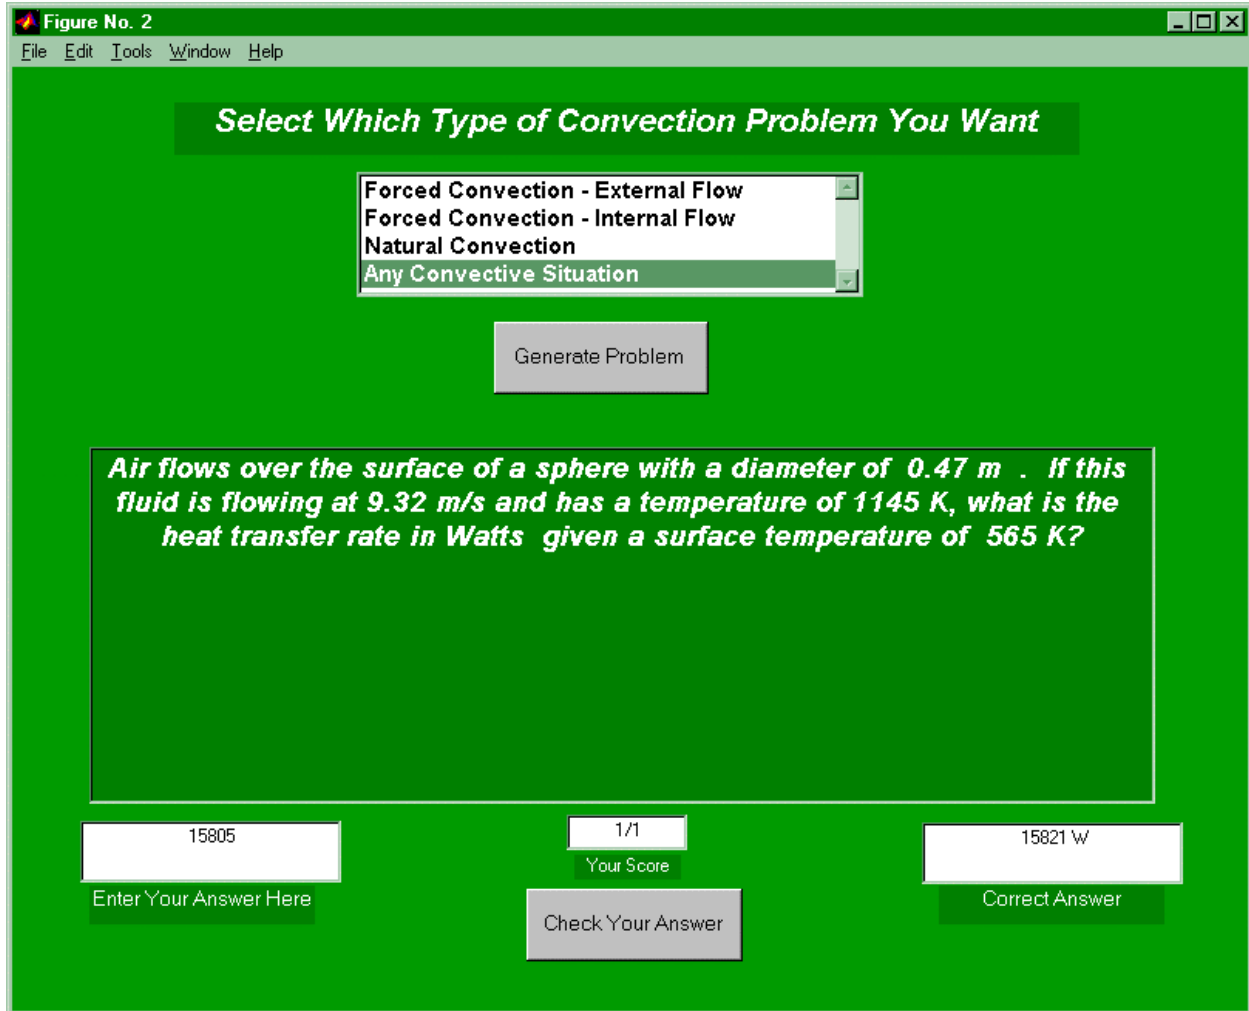 Figure No. 2
File Edit Tools Window Help
Select Which Type of Convection Problem You Want
Forced Convection - External Flow
Forced Convection - Internal Flow
Natural Convection
Any Convective Situation
Generate Problem
Air flows over the surface of a sphere with a diameter of 0.47 m . If this
fluid is flowing at 9.32 m/s and has a temperature of 1145 K, what is the
heat transfer rate in Watts given a surface temperature of 565 K?
15805
1/1
15821 W
Your Score
Enter Your Answer Here
Correct Answer
Check Your Answer